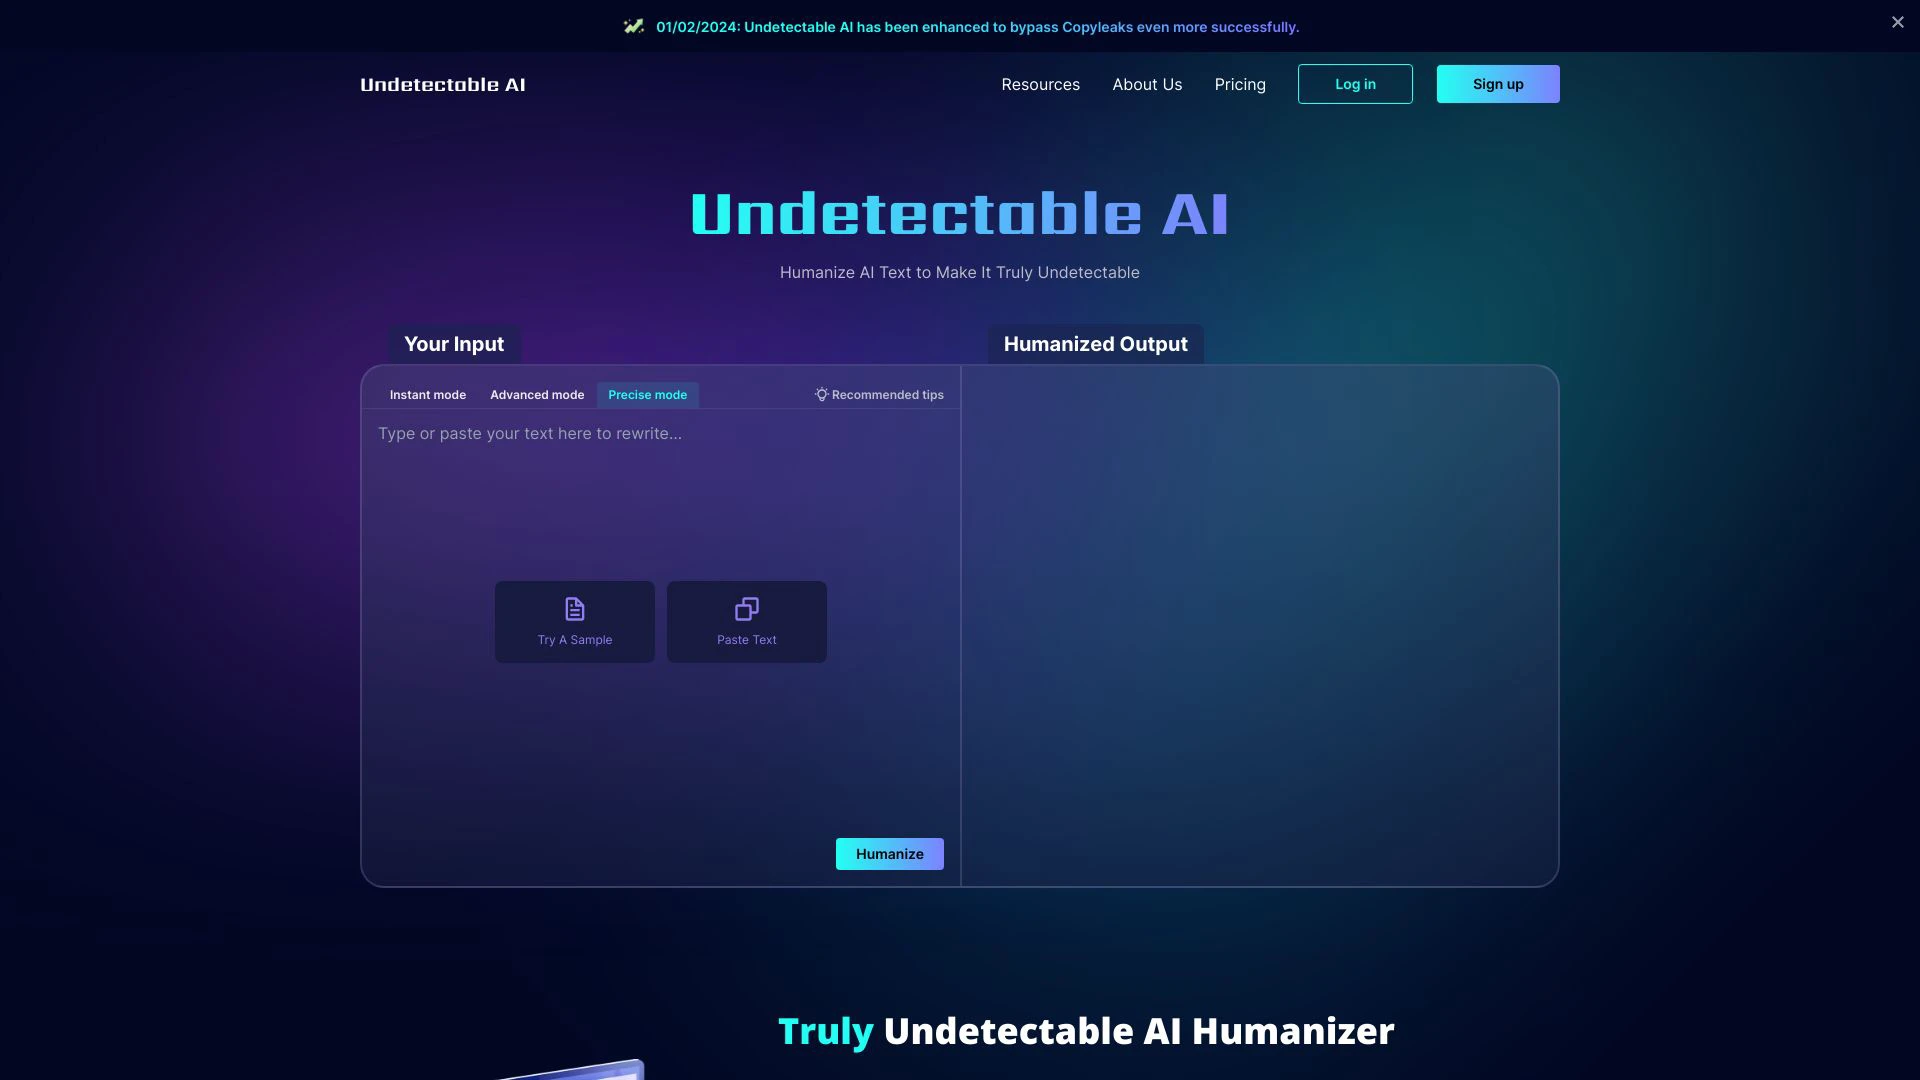 01/02/2024: Undetectable AI has been enhanced to bypass Copyleaks even more successfully.
Undetectable AI
Resources
About Us
Pricing
Log in
Sign up
Undetectable AI
Humanize AI Text to Make It Truly Undetectable
Your Input
Humanized Output
Instant mode
Advanced mode
Precise mode
Recommended tips
Type or paste your text here to rewrite...
Try A Sample
Paste Text
Humanize
Truly Undetectable AI Humanizer